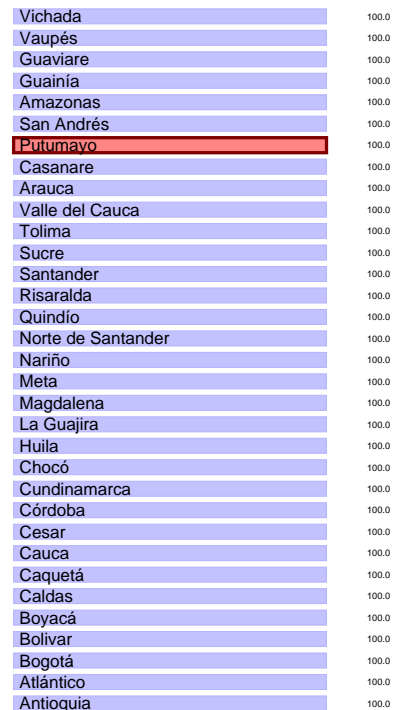 Vichada 100.0
Vaupés 100.0
Guaviare 100.0
Guainía 100.0
Amazonas 100.0
San Andrés 100.0
Putumayo 100.0
Casanare 100.0
Arauca 100.0
Valle del Cauca 100.0
Tolima 100.0
Sucre 100.0
Santander 100.0
Risaralda 100.0
Quindío 100.0
Norte de Santander 100.0
Nariño 100.0
Meta 100.0
Magdalena 100.0
La Guajira 100.0
Huila 100.0
Chocó 100.0
Cundinamarca 100.0
Córdoba 100.0
Cesar 100.0
Cauca 100.0
Caquetá 100.0
Caldas 100.0
Boyacá 100.0
Bolivar 100.0
Bogotá 100.0
Atlántico 100.0
Antioquia 100.0